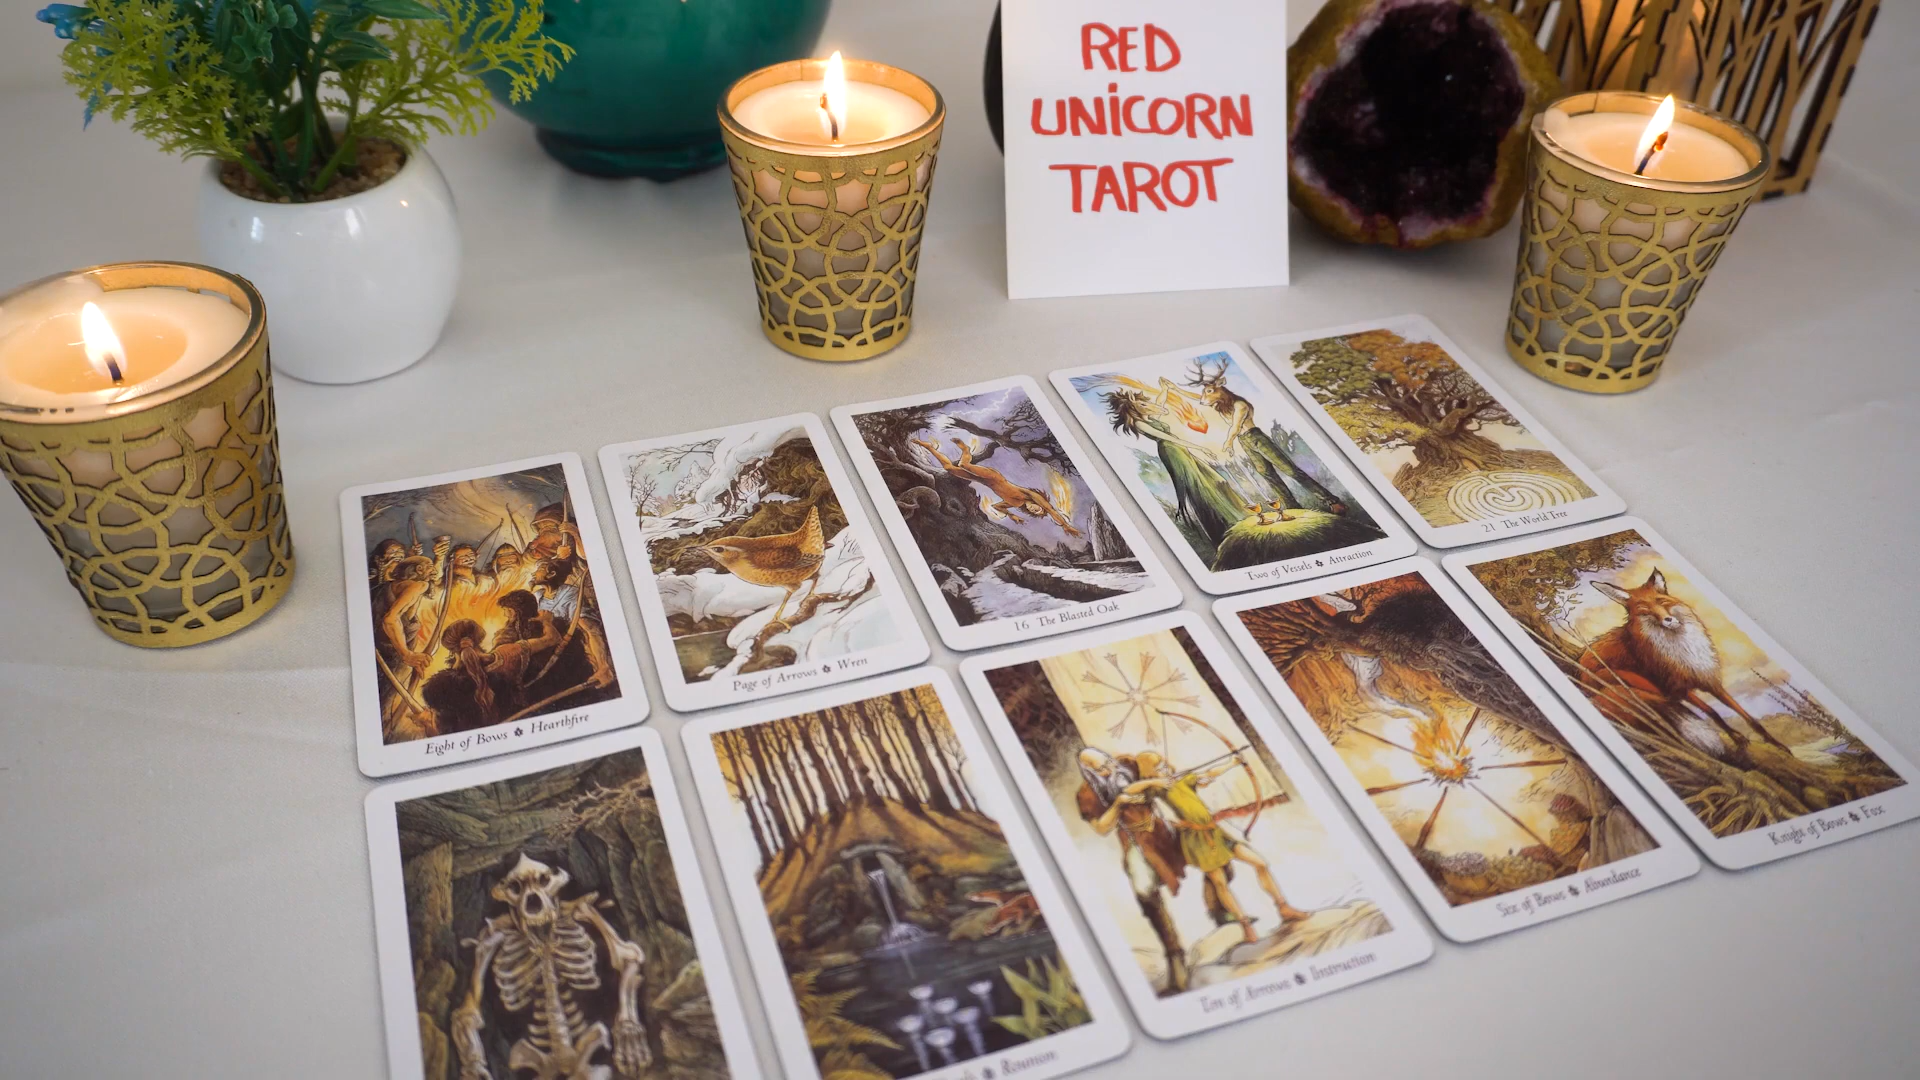 RED
UNICORN
TAROT
21 The World Tree
Two of Vessels Attraction
16 The Blasted Oak
Page of Arrows Wren
Eight of Bows Hearthfire
Knight of Bows Fox
Six of Bows Abundance
Ten of Arrows Instruction
Reunion